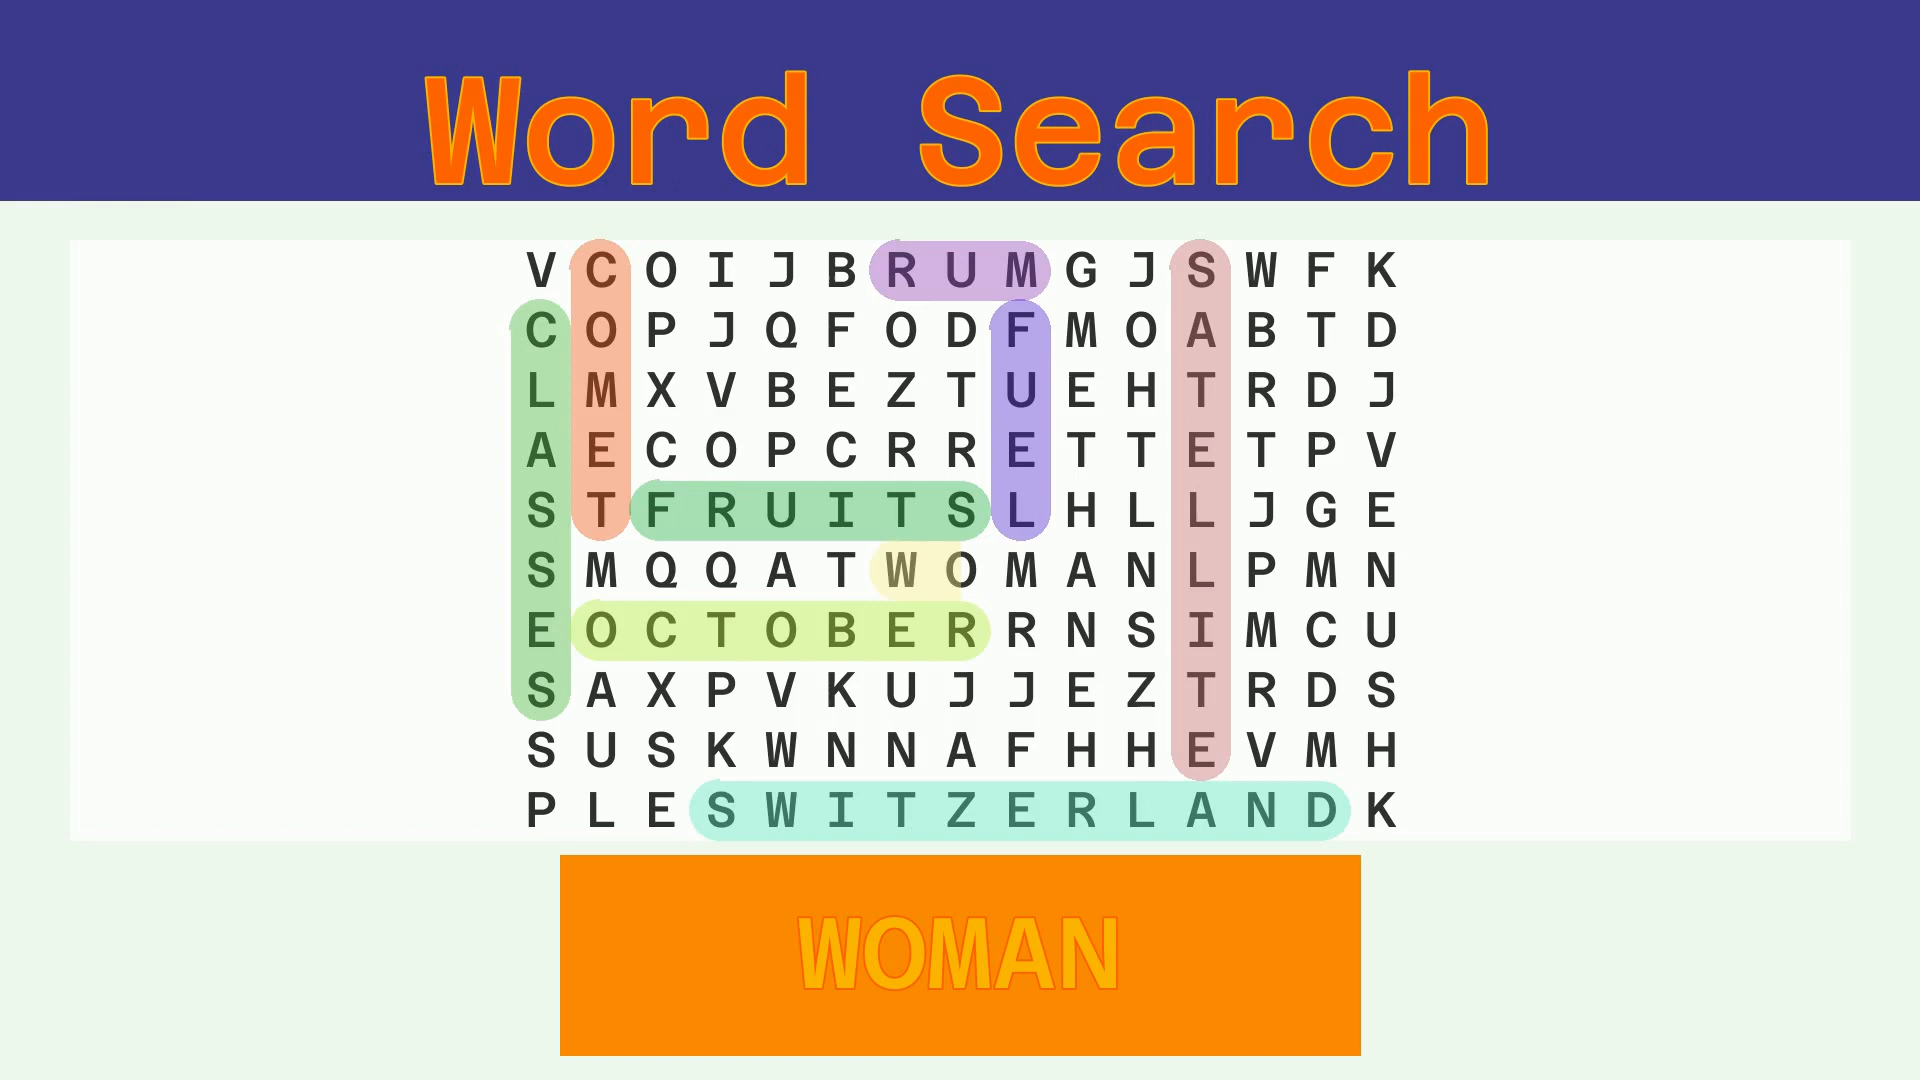 Word Search
V C O I J B R U M G J S W F K
C O P J Q F O D F M O A B T D
L M X V B E Z T U E H T R D J
A E C O P C R R E T T E T P V
S T F R U I T S L H L L J G E
S M Q Q A T W O M A N L P M N
E O C T O B E R R N S I M C U
S A X P V K U J J E Z T R D S
S U S K W N N A F H H E V M H
P L E S W I T Z E R L A N D K
WOMAN